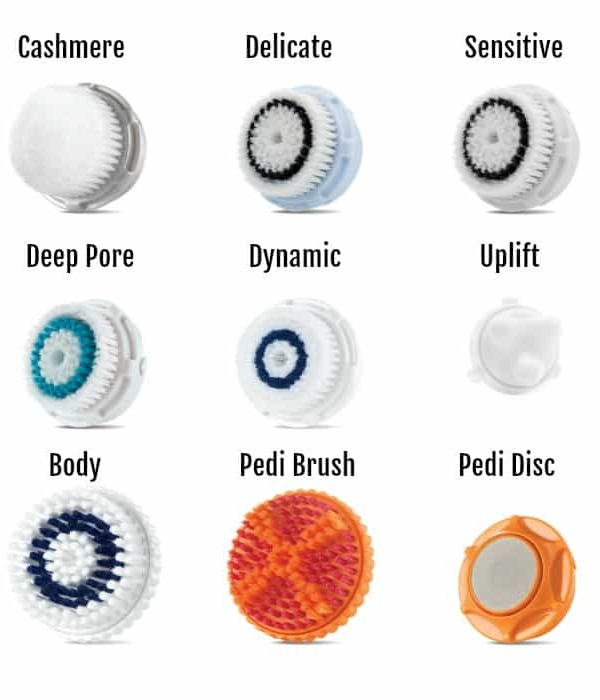 Cashmere
Delicate
Sensitive
Deep Pore
Dynamic
Uplift
Body
Pedi Brush
Pedi Disc